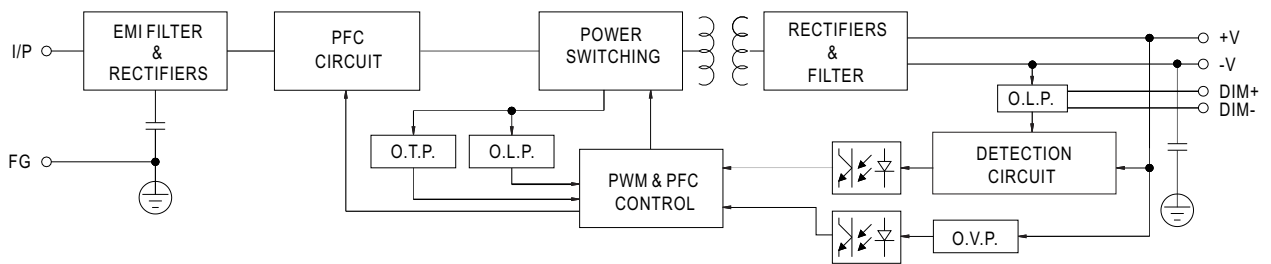 I/P
EMI FILTER
&
RECTIFIERS
PFC
CIRCUIT
POWER
SWITCHING
RECTIFIERS
&
FILTER
+V
-V
DIM+
DIM-
O.L.P.
FG
O.T.P.
O.L.P.
PWM & PFC
CONTROL
DETECTION
CIRCUIT
O.V.P.